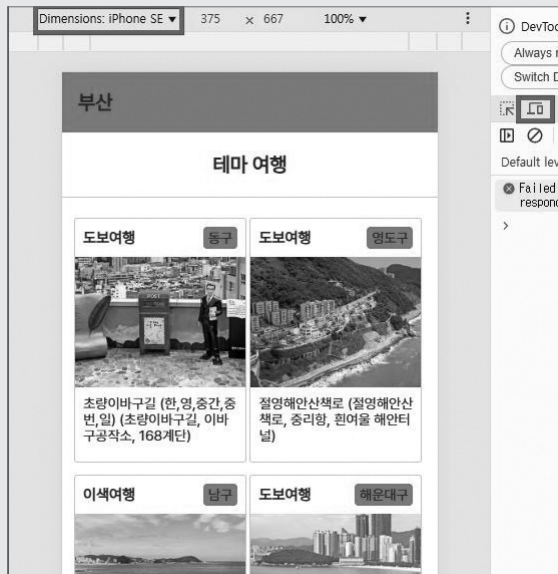 Dimensions: iPhone SE ▼ 375 × 667 100% ▼
DevToo
Always
Switch D
Default lev
Failed
respond
부산
테마 여행
도보여행 동구
초량이바구길 (한,영,중간,중
번,일) (초량이바구길, 이바
구공작소, 168계단)
도보여행 영도구
절영해안산책로 (절영해안산
책로, 중리항, 흰여울 해안터
널)
이색여행 남구
도보여행 해운대구